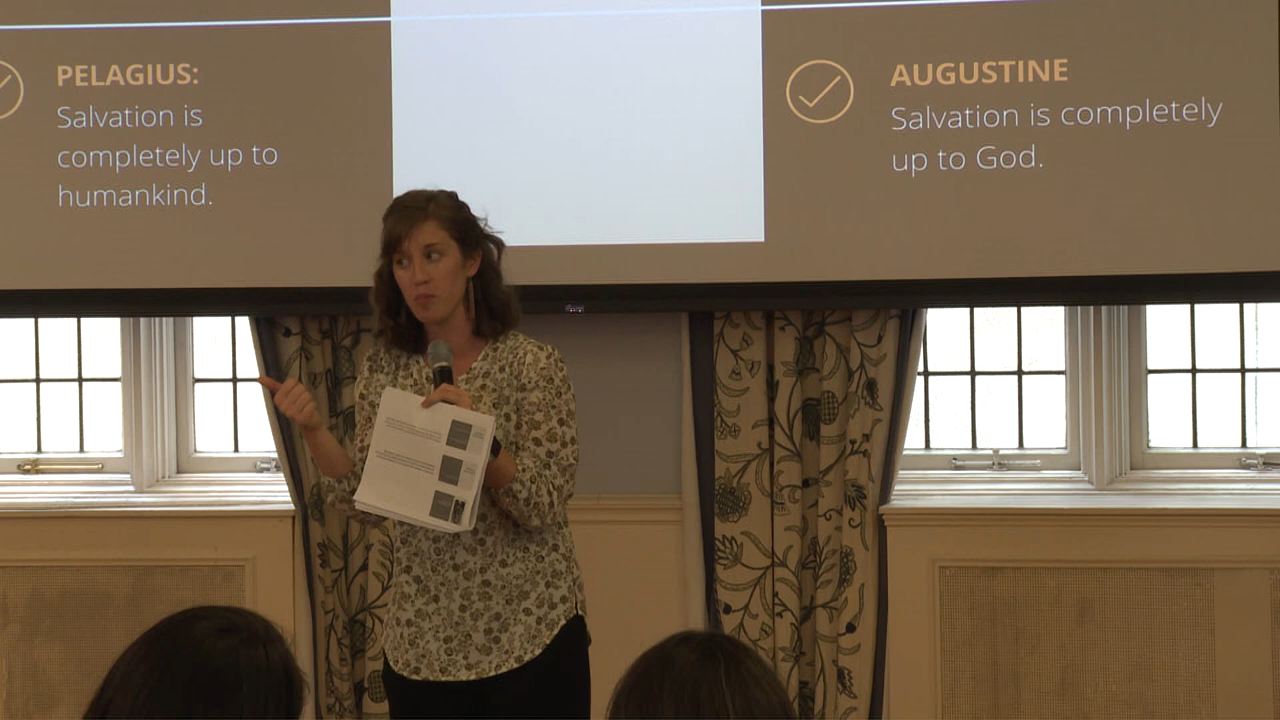 PELAGIUS:
Salvation is
completely up to
humankind.
AUGUSTINE
Salvation is completely
up to God.